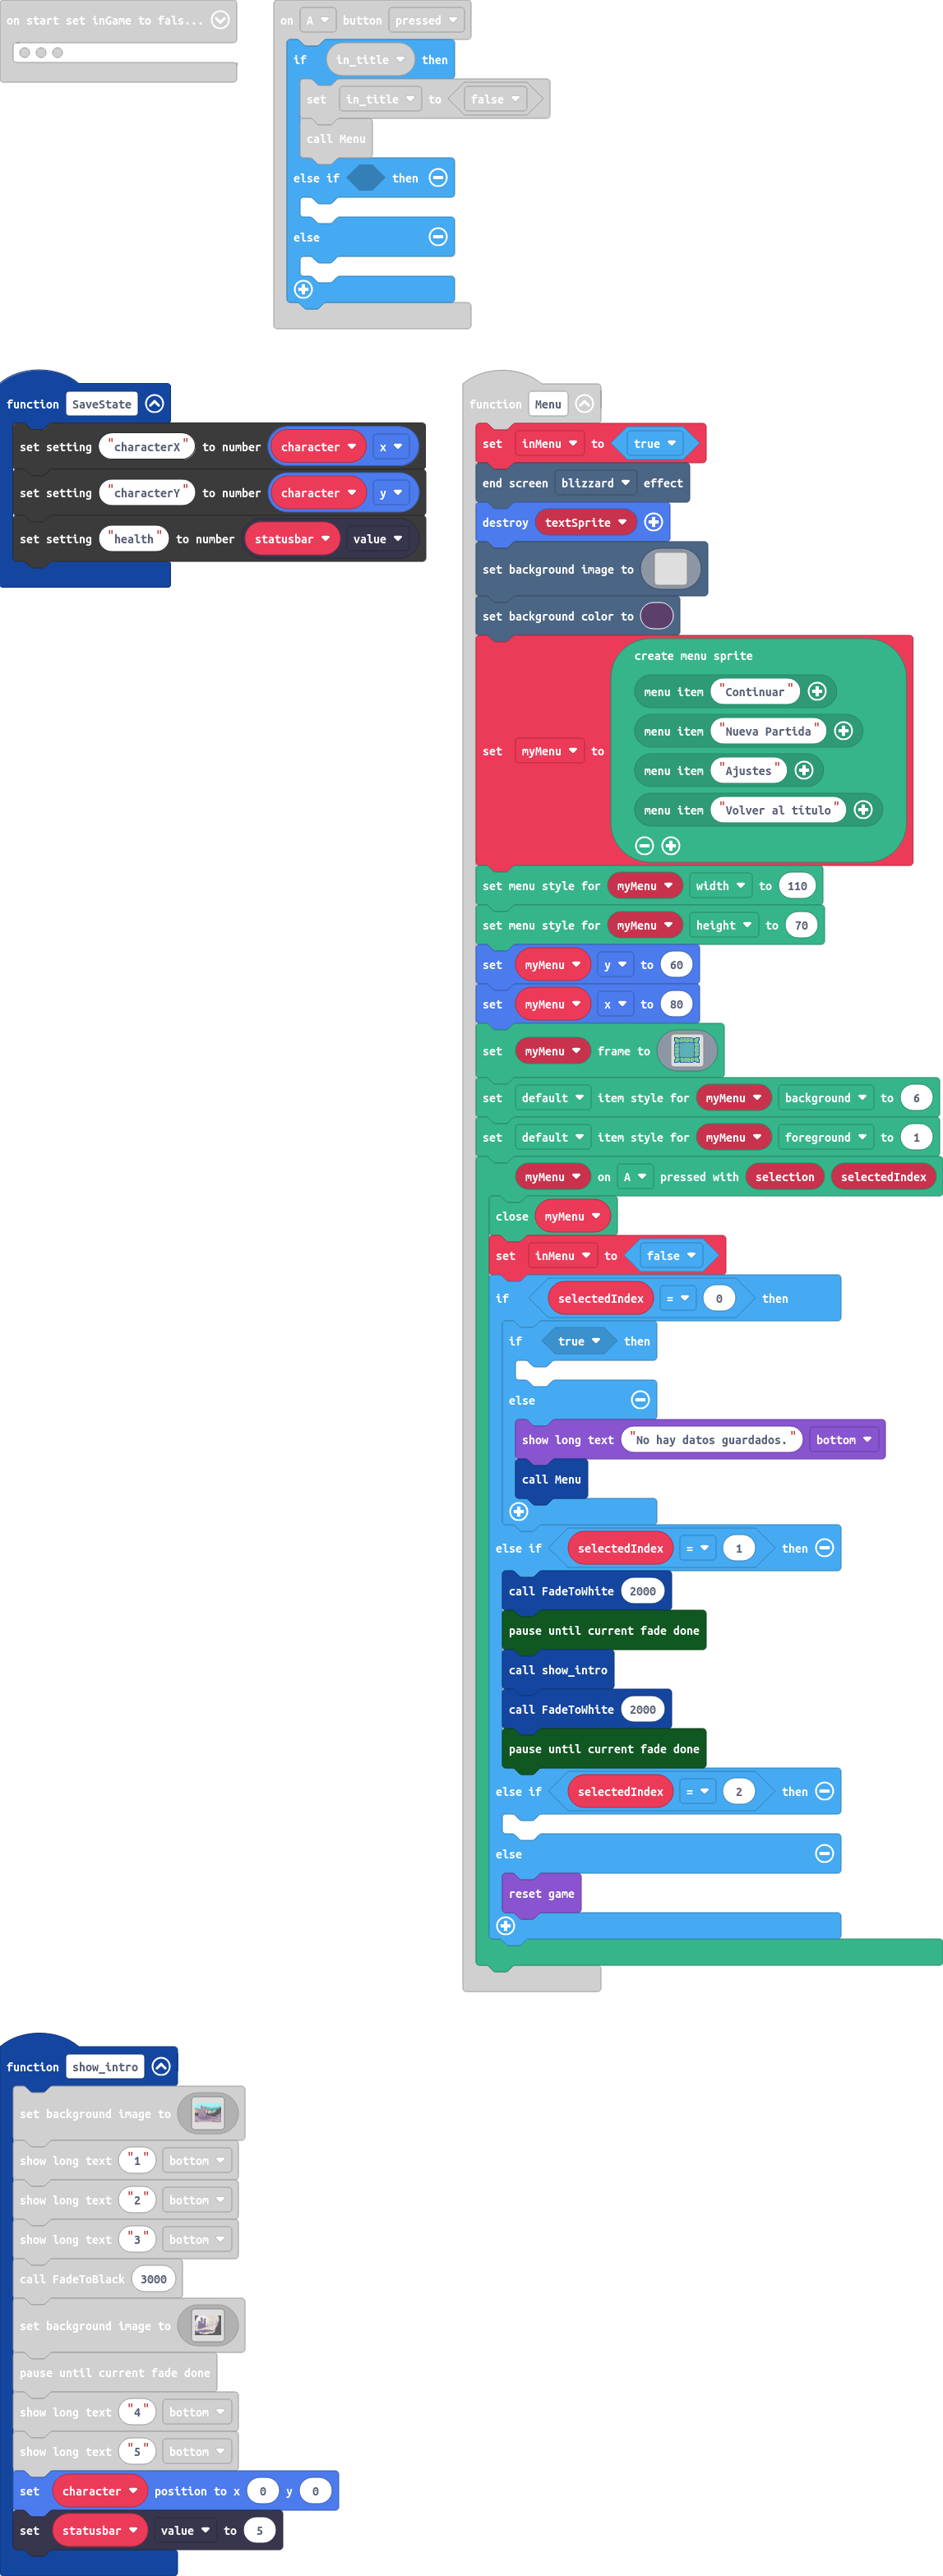 on start set inGame to fals...
on A button pressed
if in_title then
set in_title to false
call Menu
else if then
else
function SaveState
set setting "characterX" to number character x
set setting "characterY" to number character y
set setting "health" to number statusbar value
function Menu
set inMenu to true
end screen blizzard effect
destroy textSprite
set background image to
set background color to
create menu sprite
menu item "Continuar"
menu item "Nueva Partida"
set myMenu to
menu item "Ajustes"
menu item "Volver al título"
set menu style for myMenu width to 110
set menu style for myMenu height to 70
set myMenu y to 60
set myMenu x to 80
set myMenu frame to
set default item style for myMenu background to 6
set default item style for myMenu foreground to 1
myMenu on A pressed with selection selectedIndex
close myMenu
set inMenu to false
if selectedIndex = 0 then
if true then
else
show long text "No hay datos guardados." bottom
call Menu
else if selectedIndex = 1 then
call FadeToWhite 2000
pause until current fade done
call show_intro
call FadeToWhite 2000
pause until current fade done
else if selectedIndex = 2 then
else
reset game
function show_intro
set background image to
show long text "1" bottom
show long text "2" bottom
show long text "3" bottom
call FadeToBlack 3000
set background image to
pause until current fade done
show long text "4" bottom
show long text "5" bottom
set character position to x 0 y 0
set statusbar value to 5